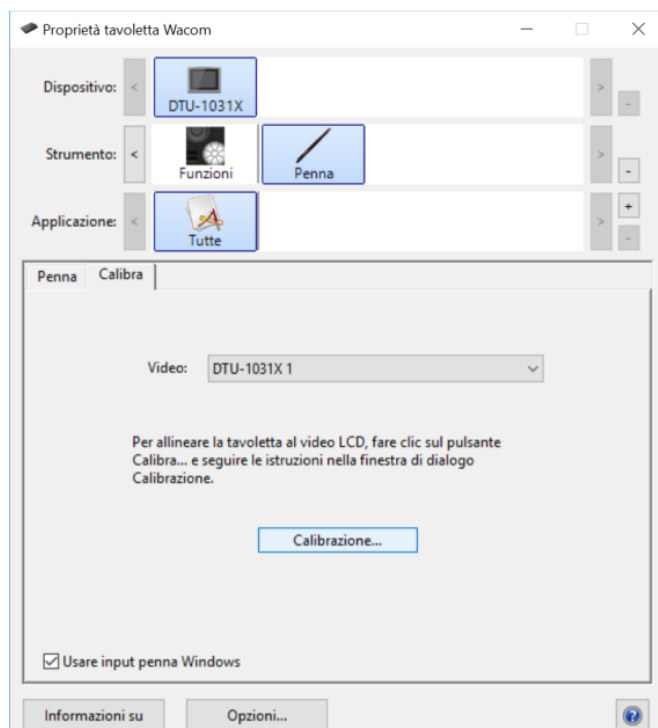 Proprietà tavoletta Wacom
Dispositivo:
<
DTU-1031X
>
-
Strumento:
<
Funzioni
Penna
>
-
Applicazione:
<
Tutte
>
+
-
Penna
Calibra
Video:
DTU-1031X 1
Per allineare la tavoletta al video LCD, fare clic sul pulsante
Calibra... e seguire le istruzioni nella finestra di dialogo
Calibrazione.
Calibrazione...
Usare input penna Windows
Informazioni su
Opzioni...
?